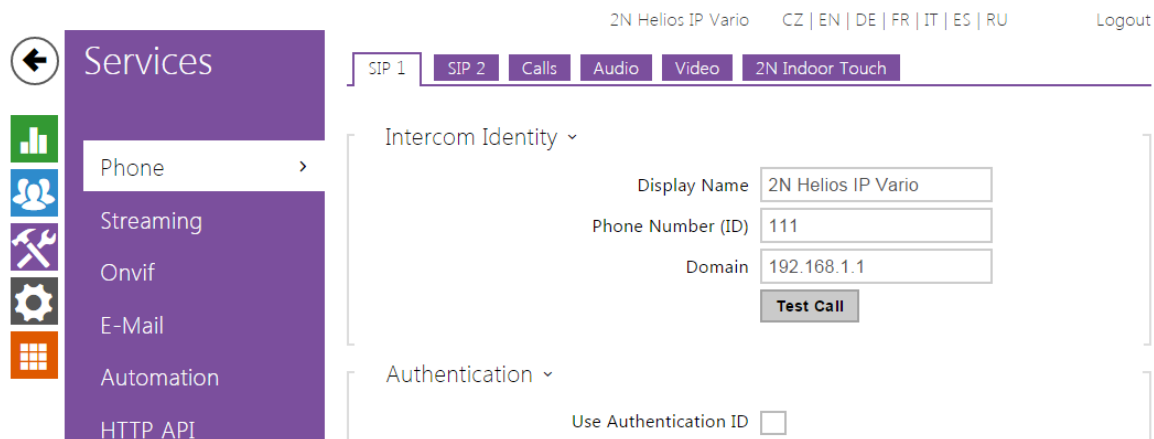 2N Helios IP Vario CZ | EN | DE | FR | IT | ES | RU Logout
Services
SIP 1 SIP 2 Calls Audio Video 2N Indoor Touch
Intercom Identity
Phone
Display Name 2N Helios IP Vario
Streaming
Phone Number (ID) 111
Onvif
Domain 192.168.1.1
Test Call
E-Mail
Automation
Authentication
HTTP API
Use Authentication ID